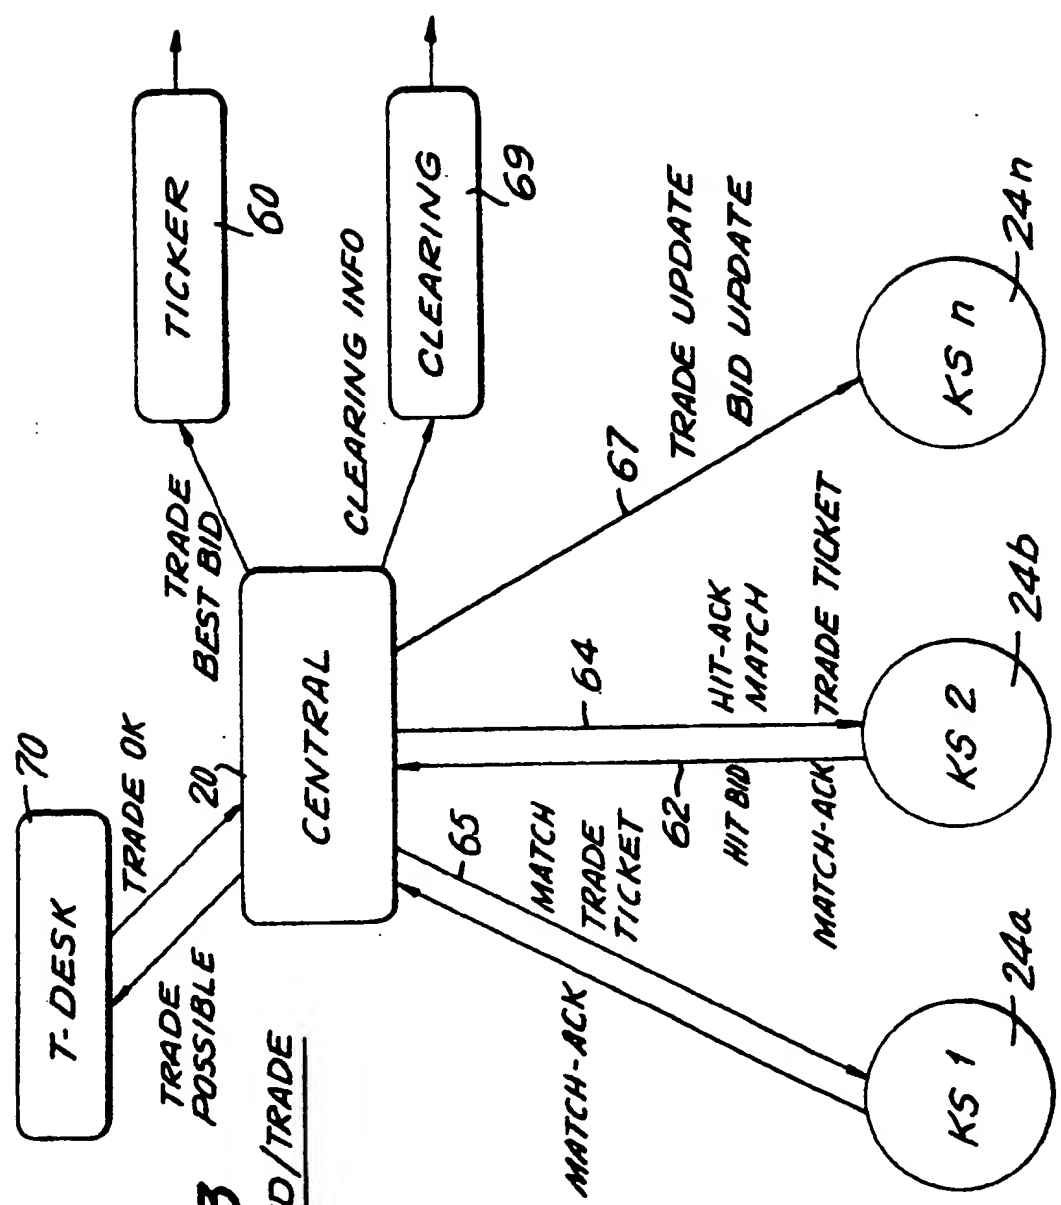 70
T-DESK
TRADE OK
TRADE
POSSIBLE
3
D/TRADE
20
CENTRAL
TRADE
BEST BID
TICKER
60
CLEARING INFO
CLEARING
69
65
64
67
MATCH-ACK
MATCH
TRADE
TICKET
62
HIT BID
MATCH-ACK
HIT-ACK
MATCH
TRADE TICKET
TRADE UPDATE
BID UPDATE
KS 1
24a
KS 2
24b
KS n
24n